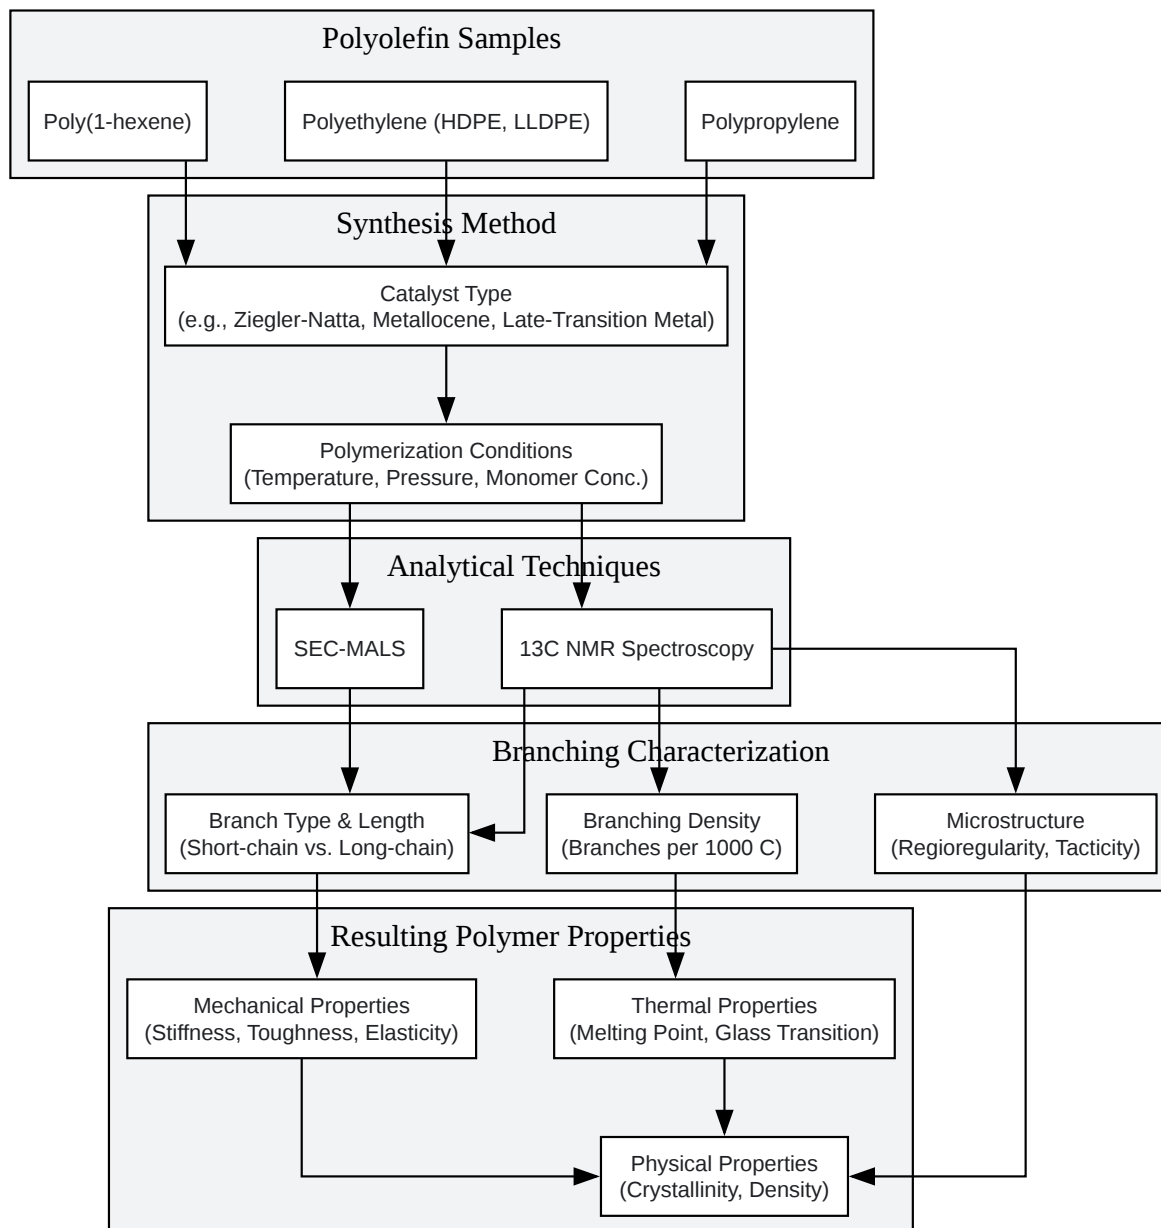 Polyolefin Samples
Poly(1-hexene)
Polyethylene (HDPE, LLDPE)
Polypropylene
Synthesis Method
Catalyst Type
(e.g., Ziegler-Natta, Metallocene, Late-Transition Metal)
Polymerization Conditions
(Temperature, Pressure, Monomer Conc.)
Analytical Techniques
SEC-MALS
13C NMR Spectroscopy
Branching Characterization
Branch Type & Length
(Short-chain vs. Long-chain)
Branching Density
(Branches per 1000 C)
Microstructure
(Regioregularity, Tacticity)
Resulting Polymer Properties
Mechanical Properties
(Stiffness, Toughness, Elasticity)
Thermal Properties
(Melting Point, Glass Transition)
Physical Properties
(Crystallinity, Density)